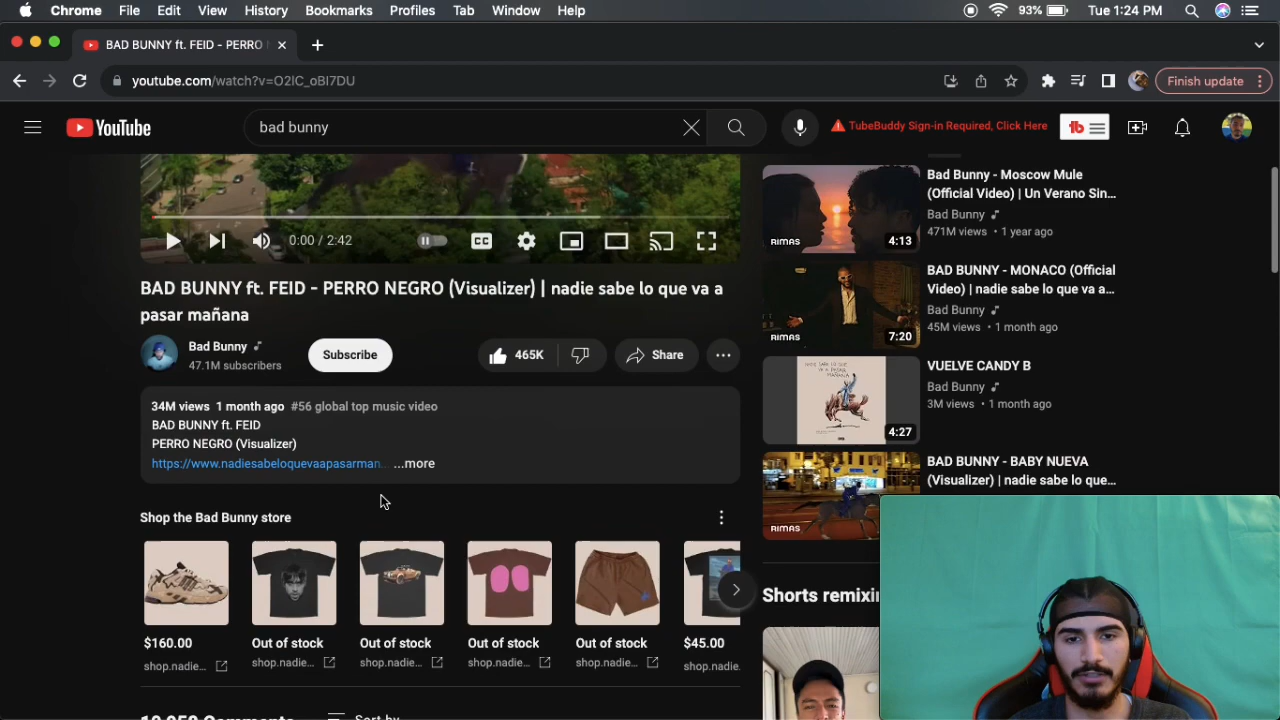 Chrome File Edit View History Bookmarks Profiles Tab Window Help 93% Tue 1:24 PM
BAD BUNNY ft. FEID - PERRO
youtube.com/watch?v=O2IC_oBI7DU Finish update
YouTube bad bunny TubeBuddy Sign-in Required, Click Here tb
0:00 / 2:42 CC
BAD BUNNY ft. FEID - PERRO NEGRO (Visualizer) | nadie sabe lo que va a
pasar mañana
Bad Bunny
47.1M subscribers
Subscribe
465K
Share
34M views 1 month ago #56 global top music video
BAD BUNNY ft. FEID
PERRO NEGRO (Visualizer)
https://www.nadiesabeloquevaapasarman... ...more
Shop the Bad Bunny store
$160.00 Out of stock Out of stock Out of stock Out of stock $45.00
shop.nadie... shop.nadie... shop.nadie... shop.nadie... shop.nadie... shop.nadie.
Sort by
Bad Bunny - Moscow Mule
(Official Video) | Un Verano Sin...
Bad Bunny
471M views • 1 year ago
RIMAS
4:13
BAD BUNNY - MONACO (Official
Video) | nadie sabe lo que va a...
Bad Bunny
45M views • 1 month ago
RIMAS
7:20
VUELVE CANDY B
Bad Bunny
3M views • 1 month ago
4:27
BAD BUNNY - BABY NUEVA
(Visualizer) | nadie sabe lo que...
RIMAS
Shorts remixi